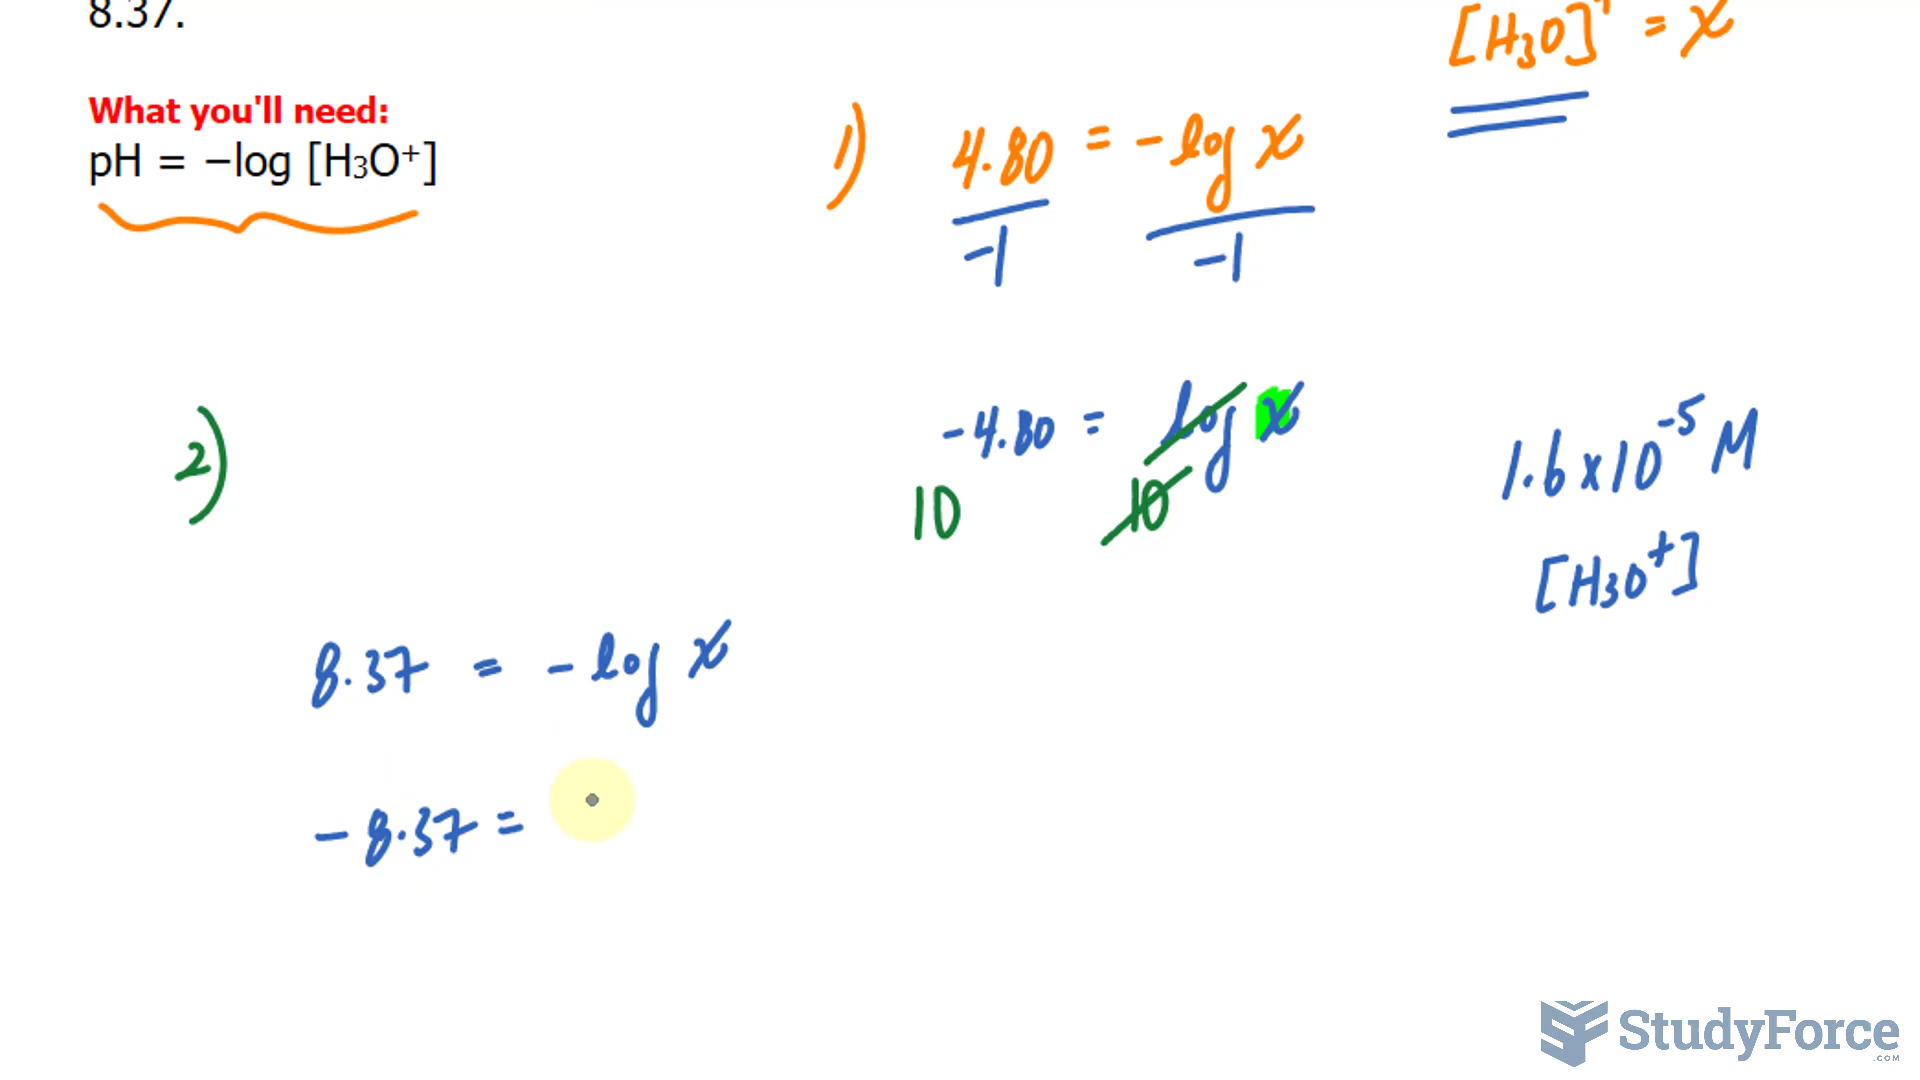 8.37.
[H₃O]⁺ = x
What you'll need:
pH = −log [H₃O⁺]
1) 4.80 = -log x
-1 -1
2)
-4.80 = log x
10 10
1.6 x 10⁻⁵ M
[H₃O⁺]
8.37 = -log x
-8.37 =
StudyForce
.COM